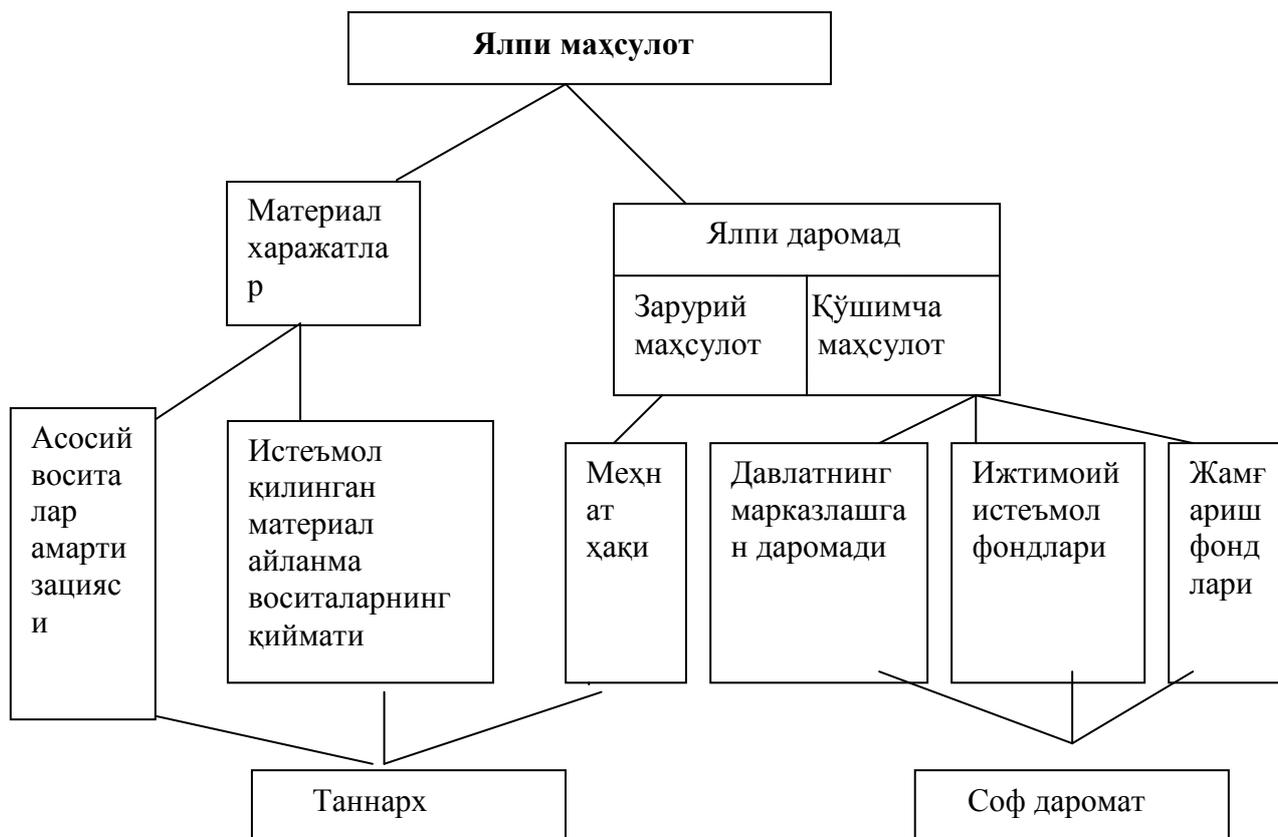 Ялпи маҳсулот
Материал
харажатла
р
Ялпи даромад
Зарурий
маҳсулот
Қўшимча
маҳсулот
Асосий
восита
лар
амарти
зацияс
и
Истеъмол
қилинган
материал
айланма
воситаларнинг
қиймати
Меҳн
ат
ҳақи
Давлатнинг
марказлашга
н даромади
Ижтимоий
истеъмол
фондлари
Жамғ
ариш
фонд
лари
Таннарх
Соф даромат